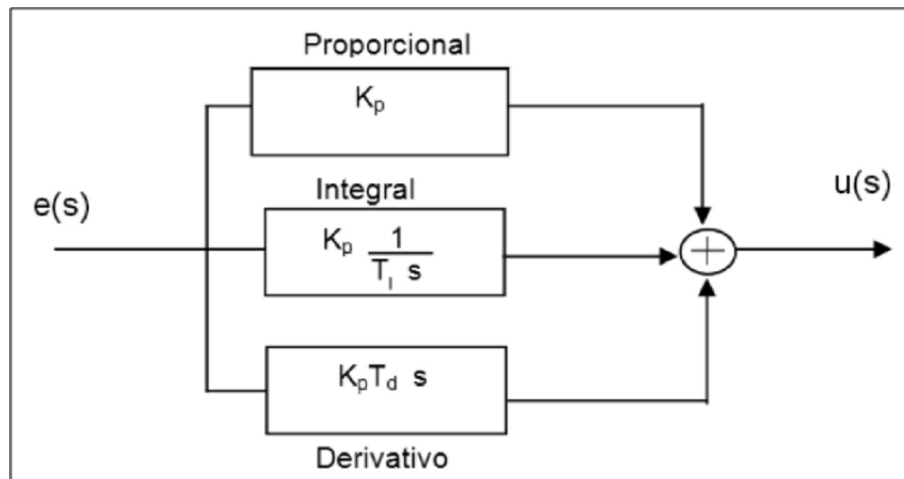 Proporcional
Kp
e(s)
Integral
Kp 1
TI s
u(s)
KpTd s
Derivativo